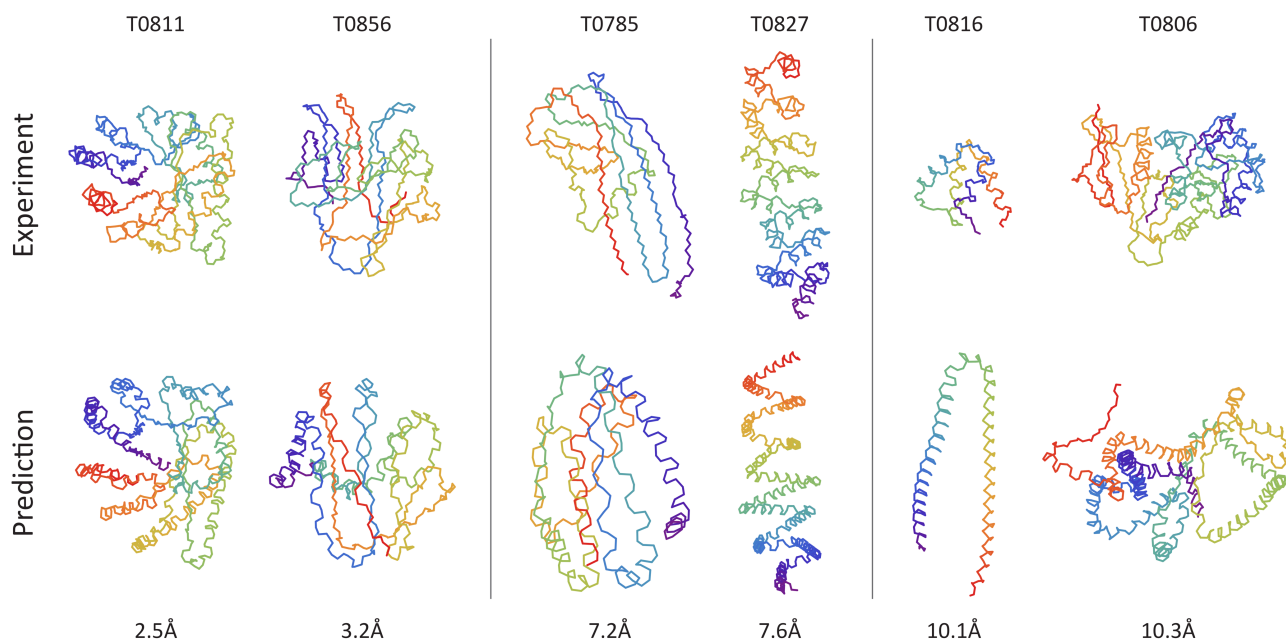 T0811 T0856 T0785 T0827 T0816 T0806
Experiment
Prediction
2.5Å 3.2Å 7.2Å 7.6Å 10.1Å 10.3Å